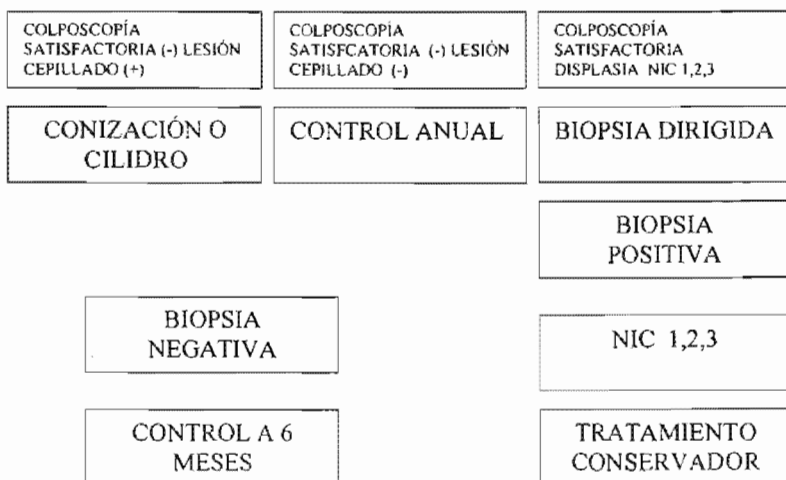 COLPOSCOPÍA
SATISFACTORIA (-) LESIÓN
CEPILLADO (+)
COLPOSCOPÍA
SATISFCATORIA (-) LESIÓN
CEPILLADO (-)
COLPOSCOPÍA
SATISFACTORIA
DISPLASIA NIC 1,2,3
CONIZACIÓN O
CILIDRO
CONTROL ANUAL
BIOPSIA DIRIGIDA
BIOPSIA
POSITIVA
BIOPSIA
NEGATIVA
NIC 1,2,3
CONTROL A 6
MESES
TRATAMIENTO
CONSERVADOR